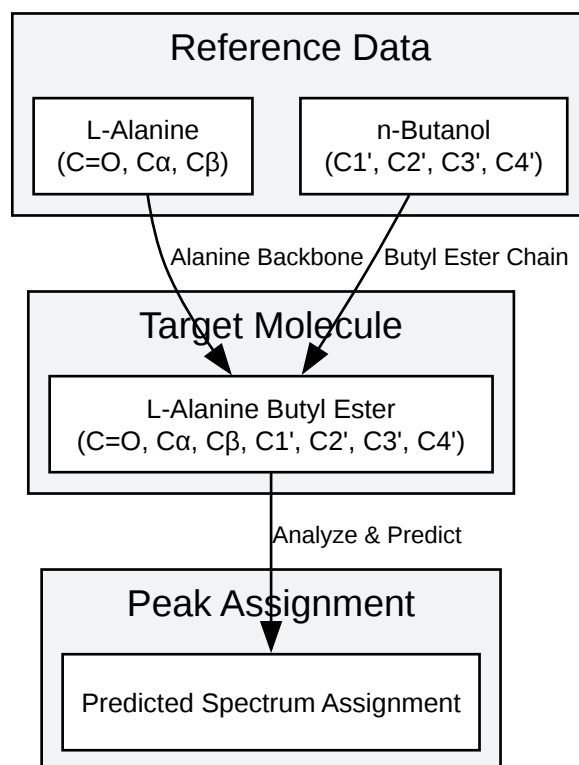 Reference Data
L-Alanine
(C=O, Cα, Cβ)
n-Butanol
(C1', C2', C3', C4')
Alanine Backbone
Butyl Ester Chain
Target Molecule
L-Alanine Butyl Ester
(C=O, Cα, Cβ, C1', C2', C3', C4')
Analyze & Predict
Peak Assignment
Predicted Spectrum Assignment